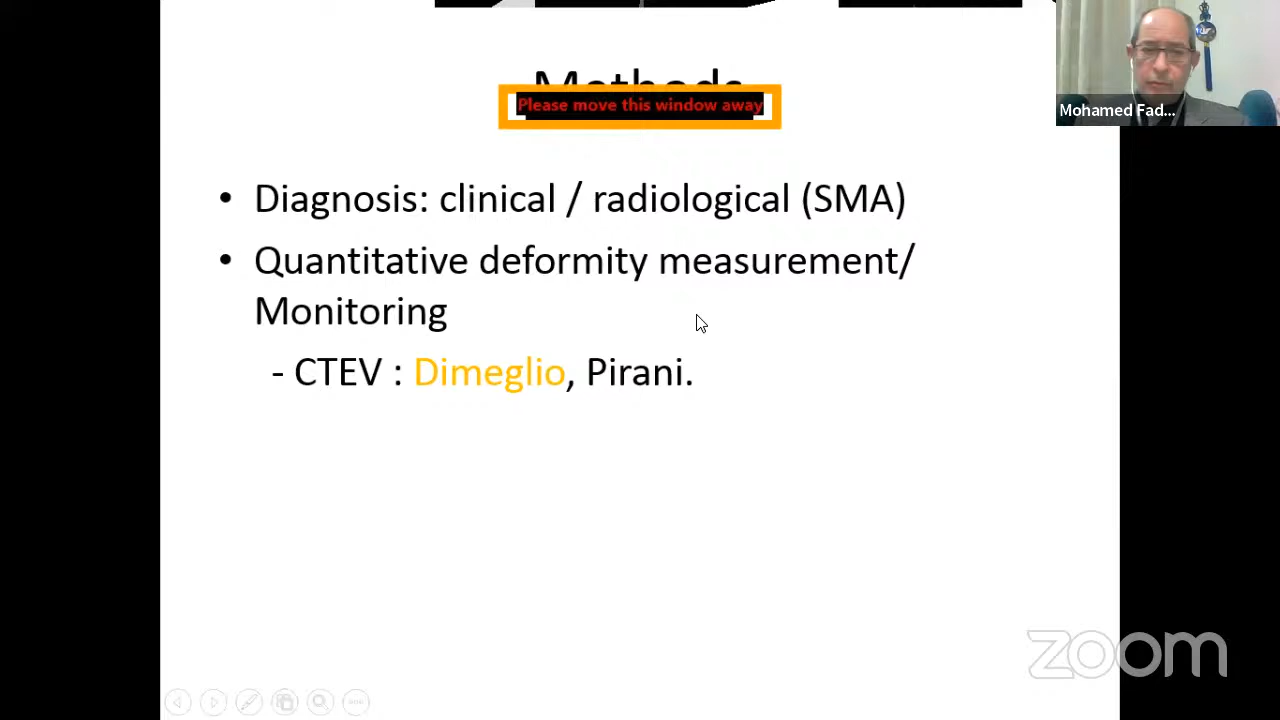 Methods
Please move this window away
Mohamed Fad...
• Diagnosis: clinical / radiological (SMA)
• Quantitative deformity measurement/
Monitoring
- CTEV : Dimeglio, Pirani.
zoom